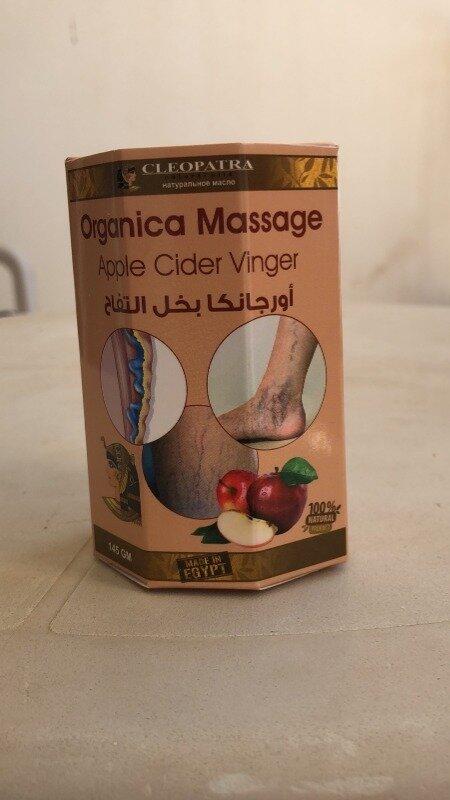 CLEOPATRA
натуральное масло
Organica Massage
Apple Cider Vinger
أورجانكا بخل التفاح
100%
NATURAL
145 GM
MADE IN
EGYPT